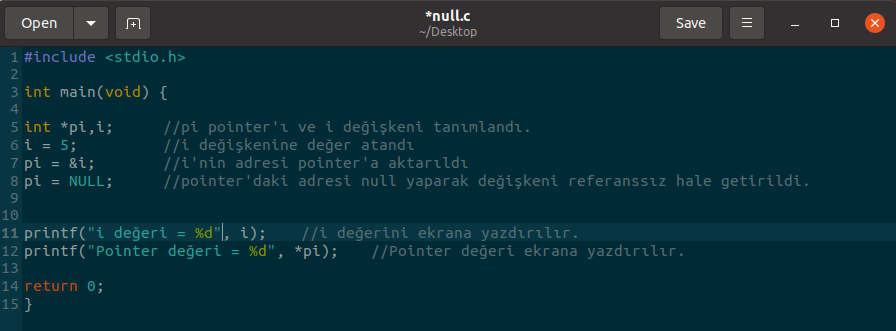 Open
*null.c
~/Desktop
Save
1 #include <stdio.h>
2
3 int main(void) {
4
5 int *pi,i; //pi pointer'ı ve i değişkeni tanımlandı.
6 i = 5; //i değişkenine değer atandı
7 pi = &i; //i'nin adresi pointer'a aktarıldı
8 pi = NULL; //pointer'daki adresi null yaparak değişkeni referanssız hale getirildi.
9
10
11 printf("i değeri = %d", i); //i değerini ekrana yazdırılır.
12 printf("Pointer değeri = %d", *pi); //Pointer değeri ekrana yazdırılır.
13
14 return 0;
15 }